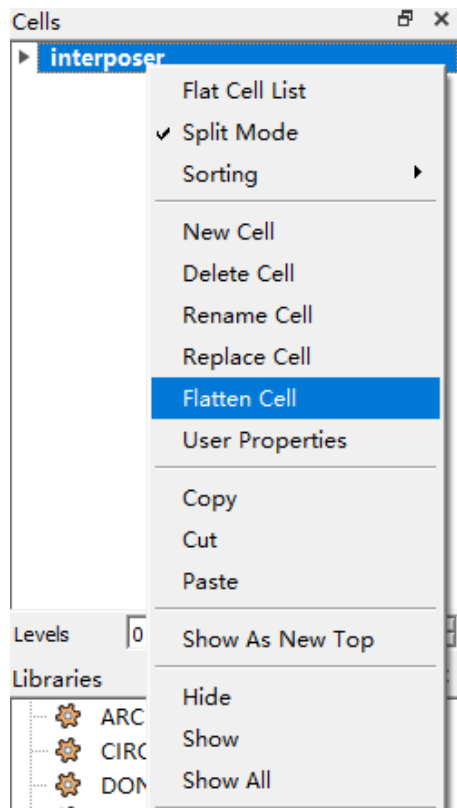 Cells
interposer
Flat Cell List
Split Mode
Sorting
New Cell
Delete Cell
Rename Cell
Replace Cell
Flatten Cell
User Properties
Copy
Cut
Paste
Levels 0
Show As New Top
Libraries
Hide
ARC
Show
CIRC
DON
Show All